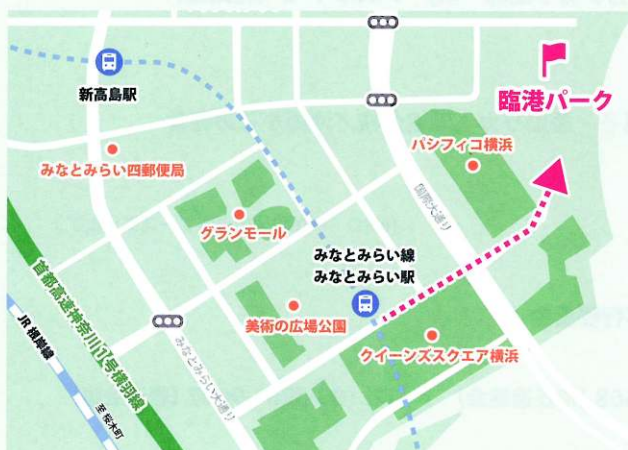 新高島駅
臨港パーク
みなとみらい四郵便局
パシフィコ横浜
国際大通り
グランモール
みなとみらい線
みなとみらい駅
美術の広場公園
クイーンズスクエア横浜
みなとみらい大通り
首都高速神奈川1号横羽線
JR 根岸線
至 桜木町